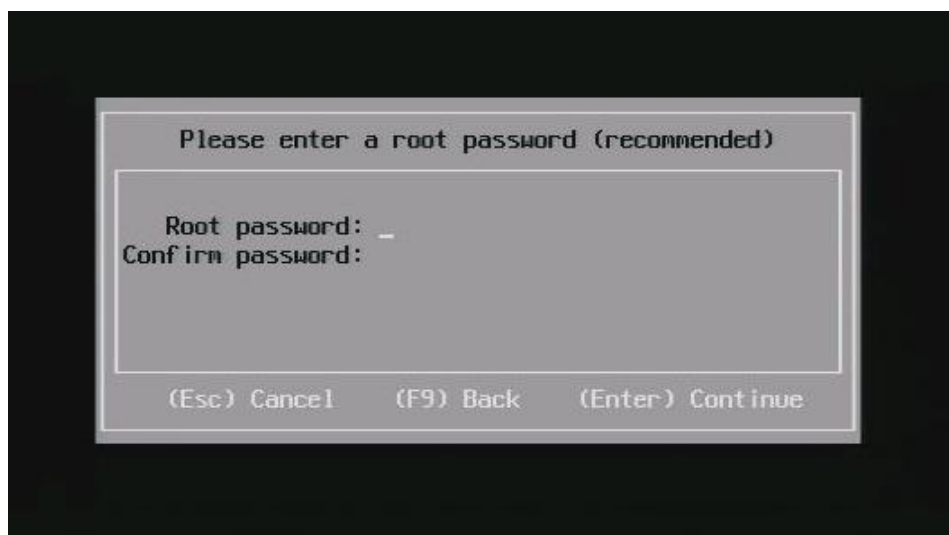 Please enter a root password (recommended)
Root password: _
Confirm password:
(Esc) Cancel (F9) Back (Enter) Continue